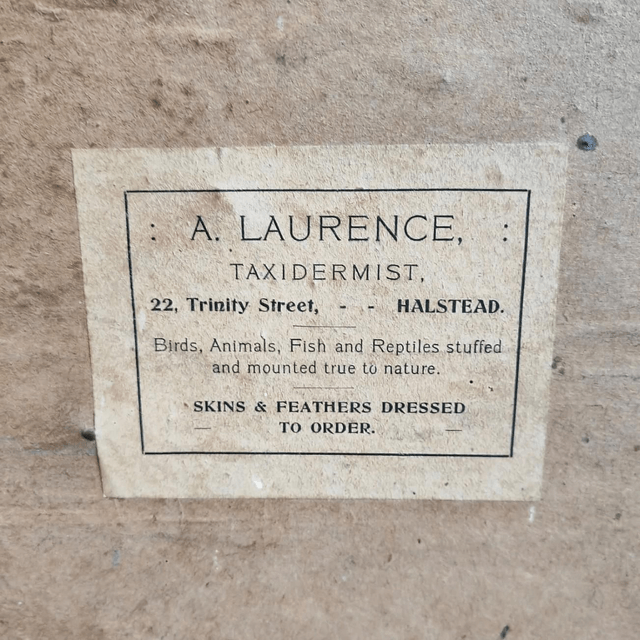 : A. LAURENCE, :
TAXIDERMIST,
22, Trinity Street, - - HALSTEAD.
Birds, Animals, Fish and Reptiles stuffed
and mounted true to nature.
SKINS & FEATHERS DRESSED
— TO ORDER. —